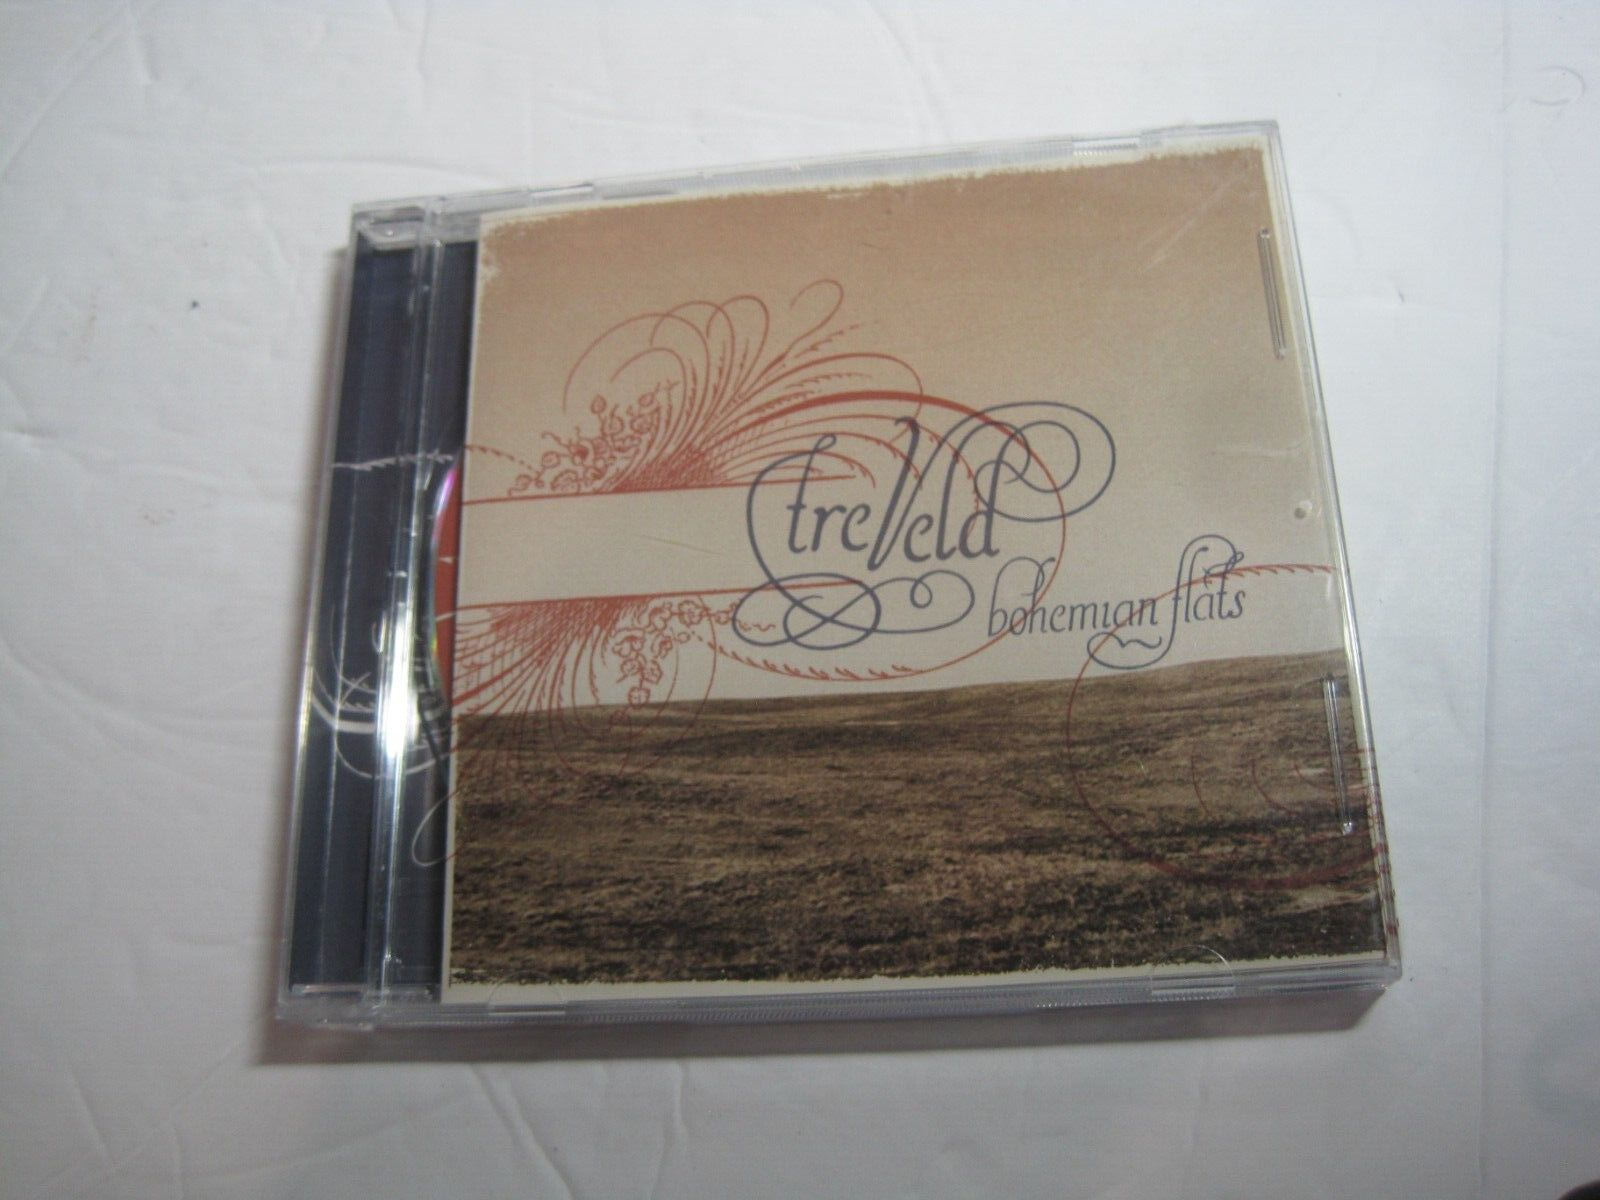 treVeld
bohemian flats